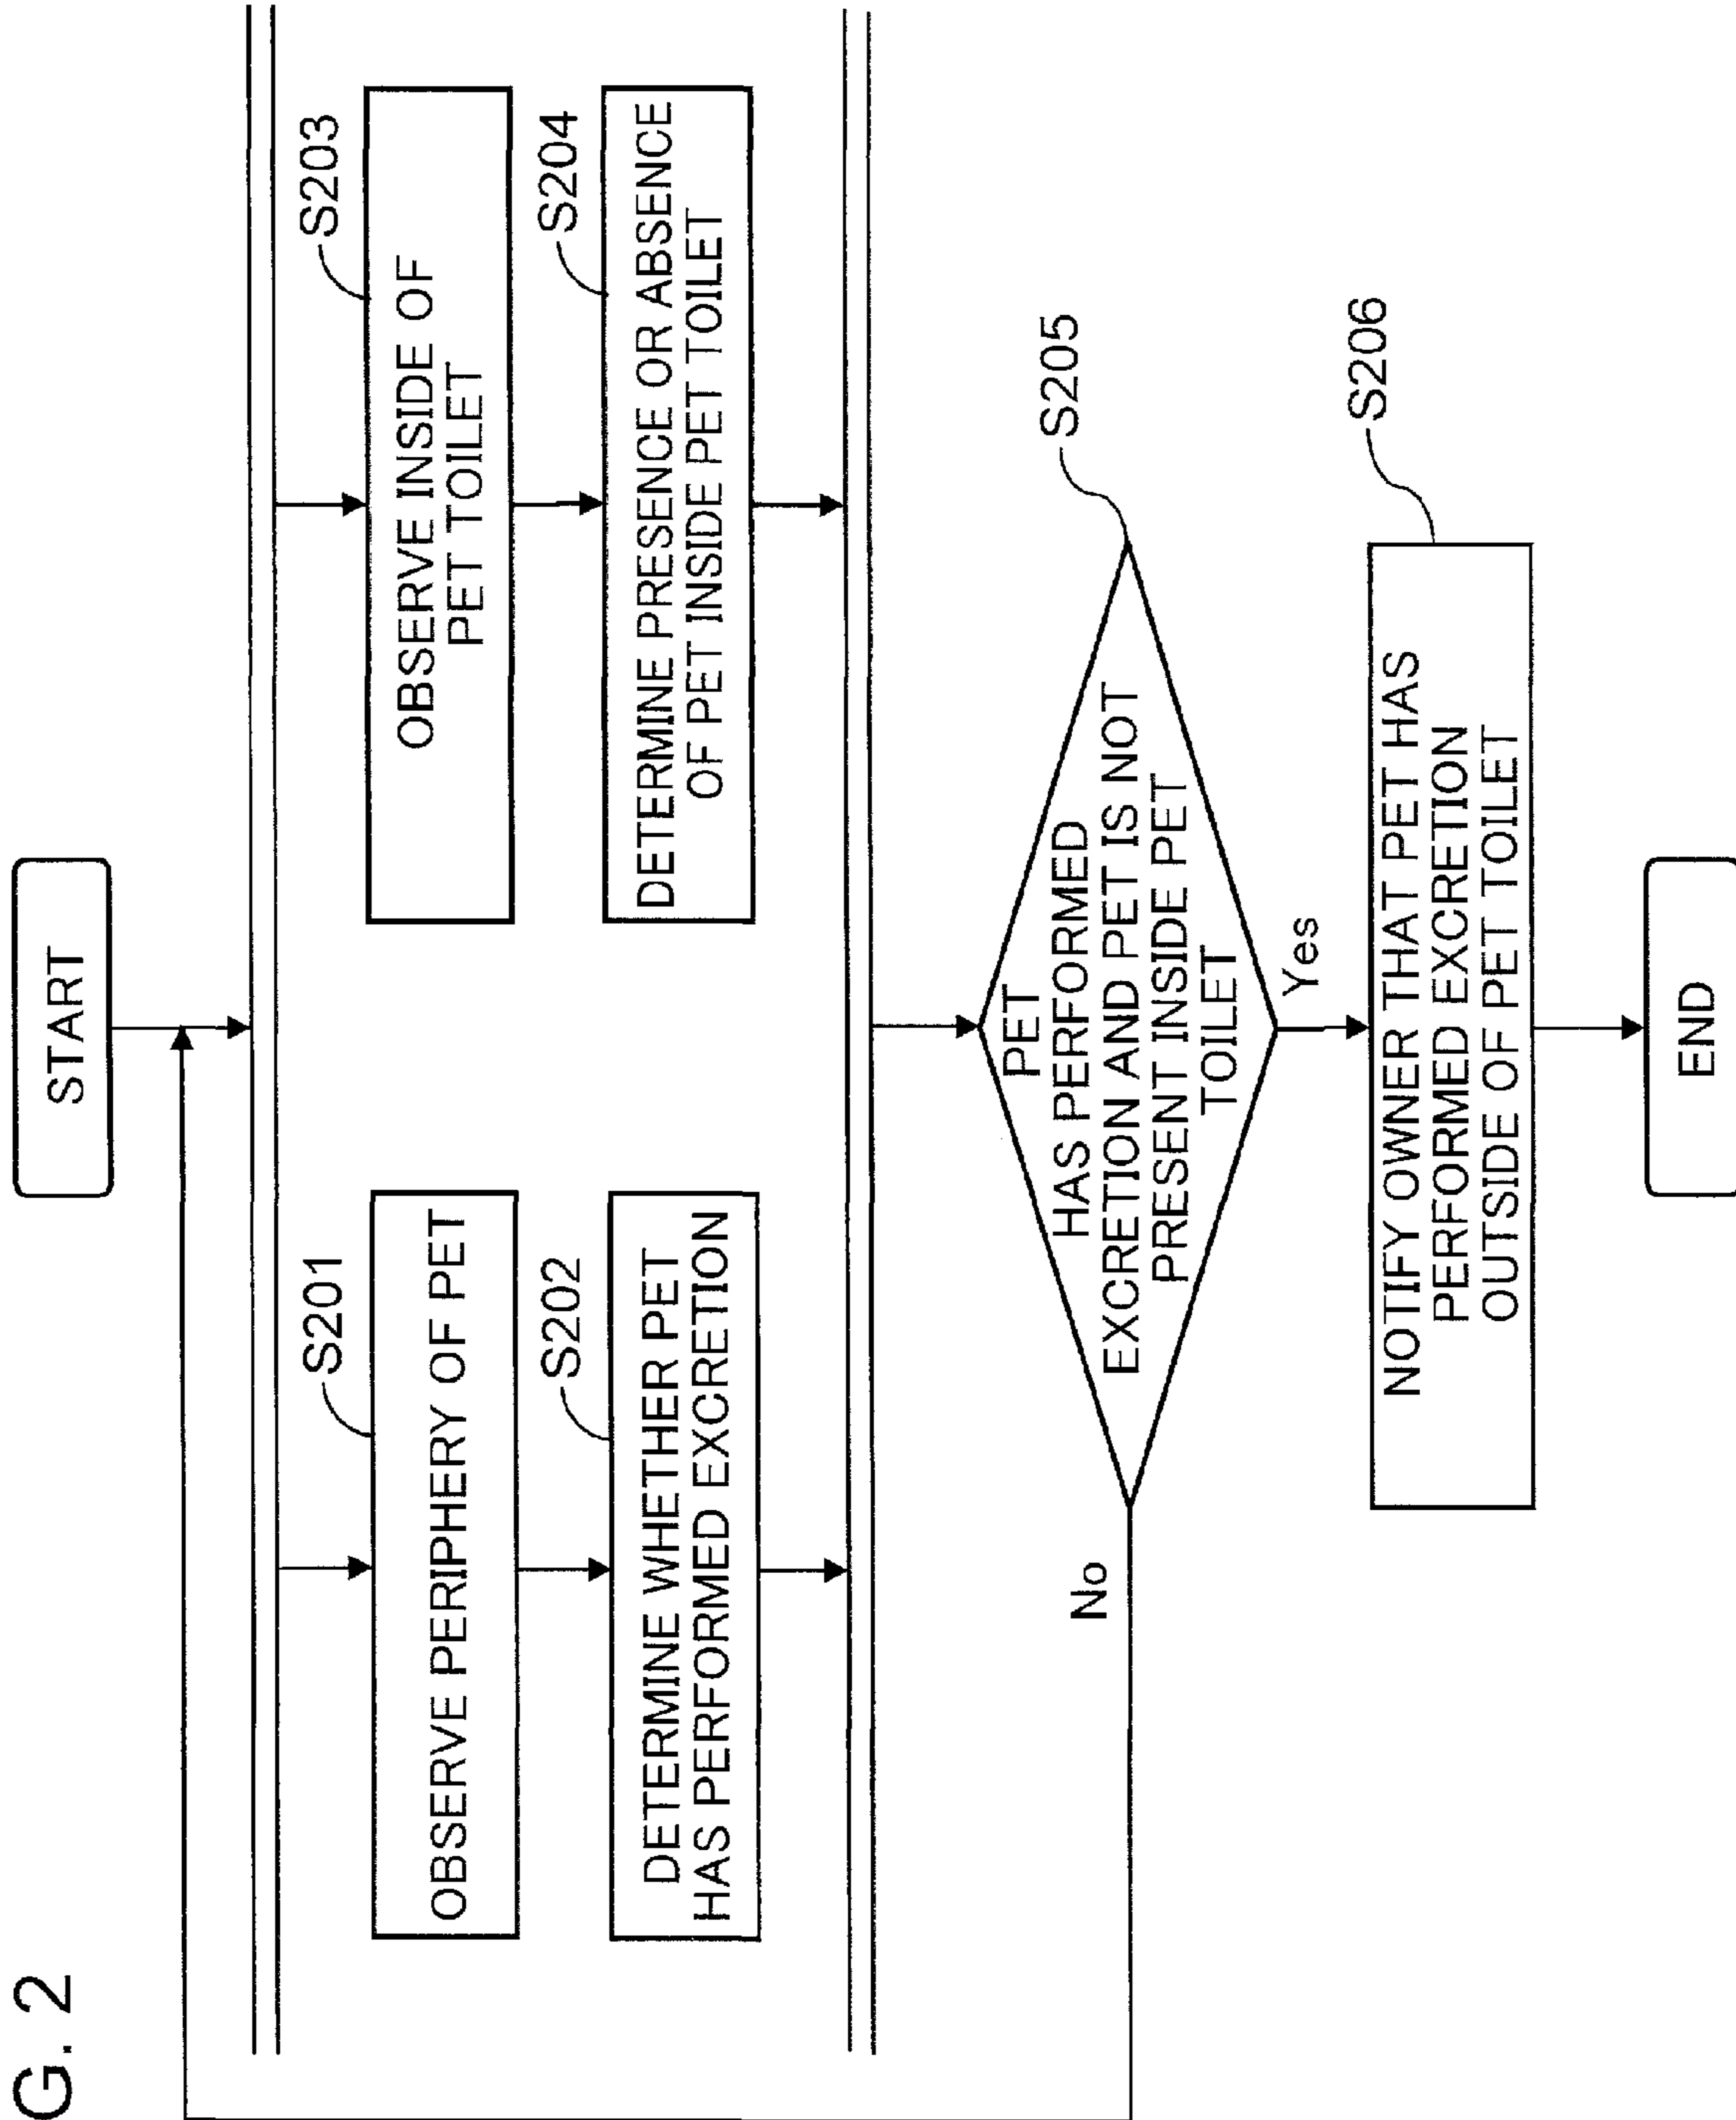 G. 2
START
S201
OBSERVE PERIPHERY OF PET
S202
DETERMINE WHETHER PET
HAS PERFORMED EXCRETION
S203
OBSERVE INSIDE OF
PET TOILET
S204
DETERMINE PRESENCE OR ABSENCE
OF PET INSIDE PET TOILET
S205
PET
HAS PERFORMED
EXCRETION AND PET IS NOT
PRESENT INSIDE PET
TOILET
No
Yes
S206
NOTIFY OWNER THAT PET HAS
PERFORMED EXCRETION
OUTSIDE OF PET TOILET
END